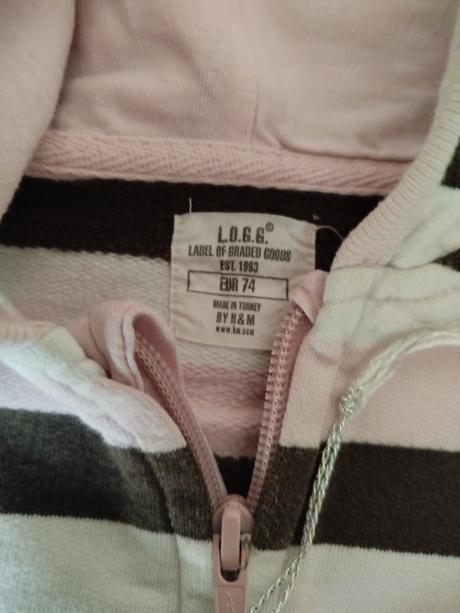 L.O.G.G.®
LABEL OF GRADED GOODS
EST. 1993
EUR 74
MADE IN TURKEY
BY H&M
www.hm.com